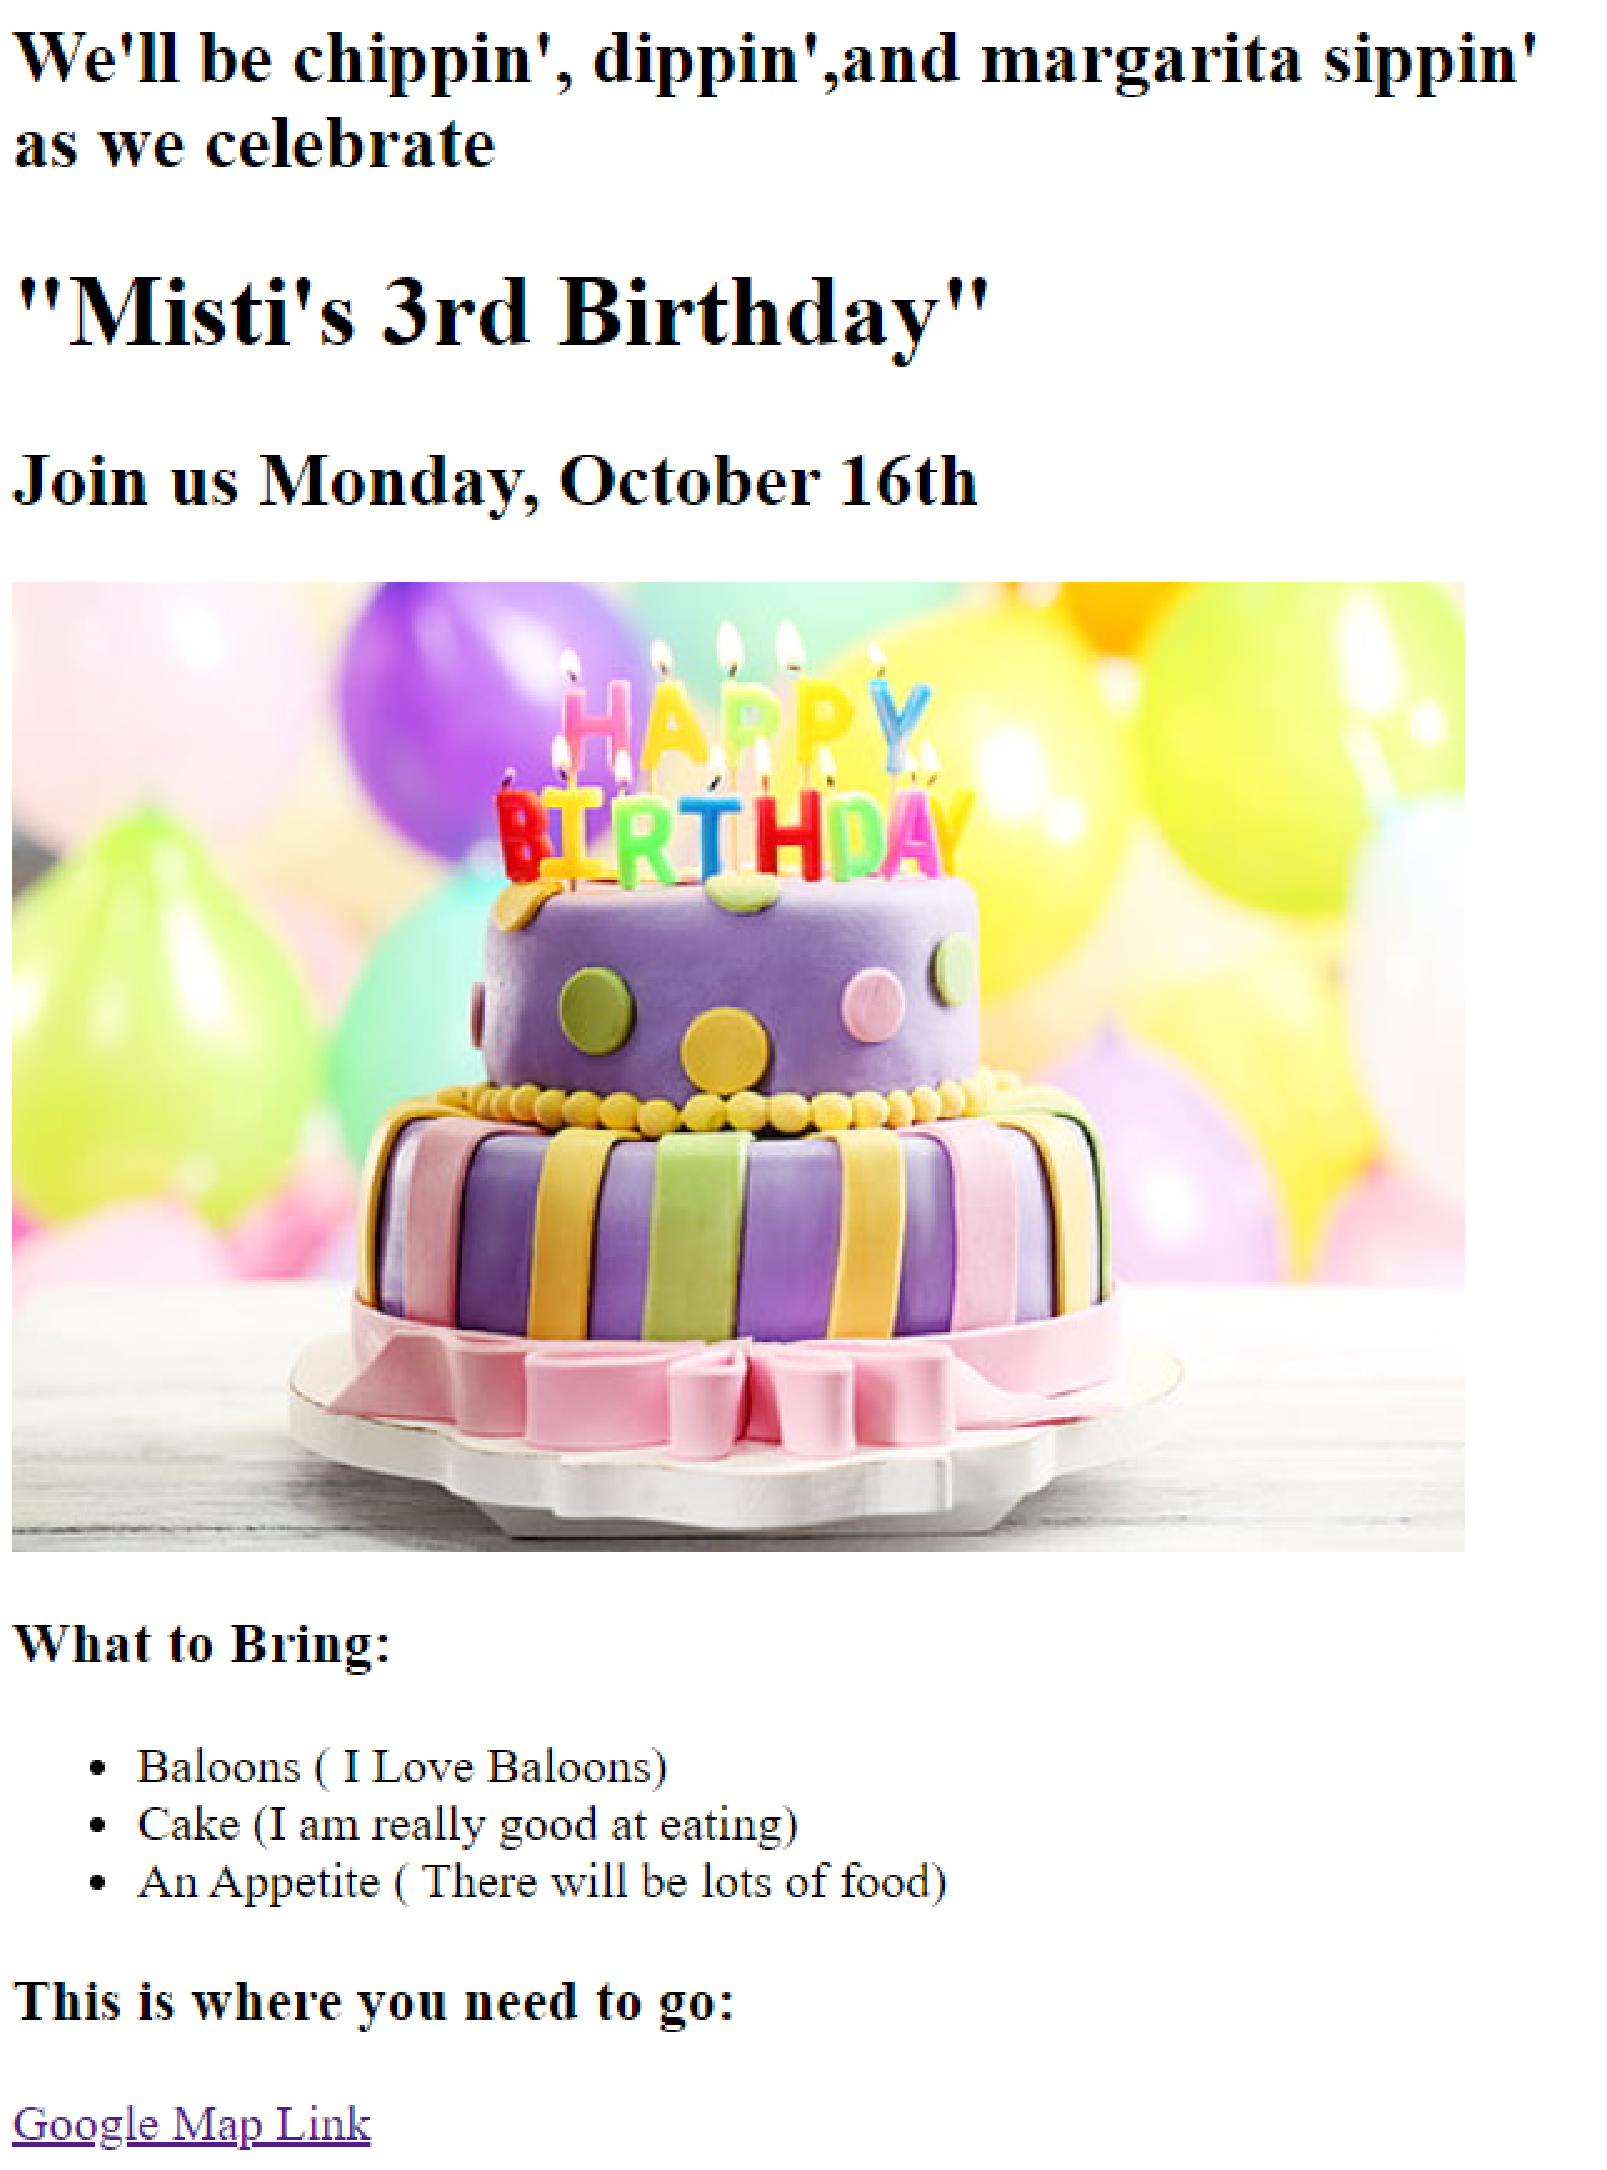 We'll be chippin', dippin',and margarita sippin'
as we celebrate
"Misti's 3rd Birthday"
Join us Monday, October 16th
HAPPY
BIRTHDAY
What to Bring:
Baloons ( I Love Baloons)
Cake (I am really good at eating)
An Appetite ( There will be lots of food)
This is where you need to go:
Google Map Link